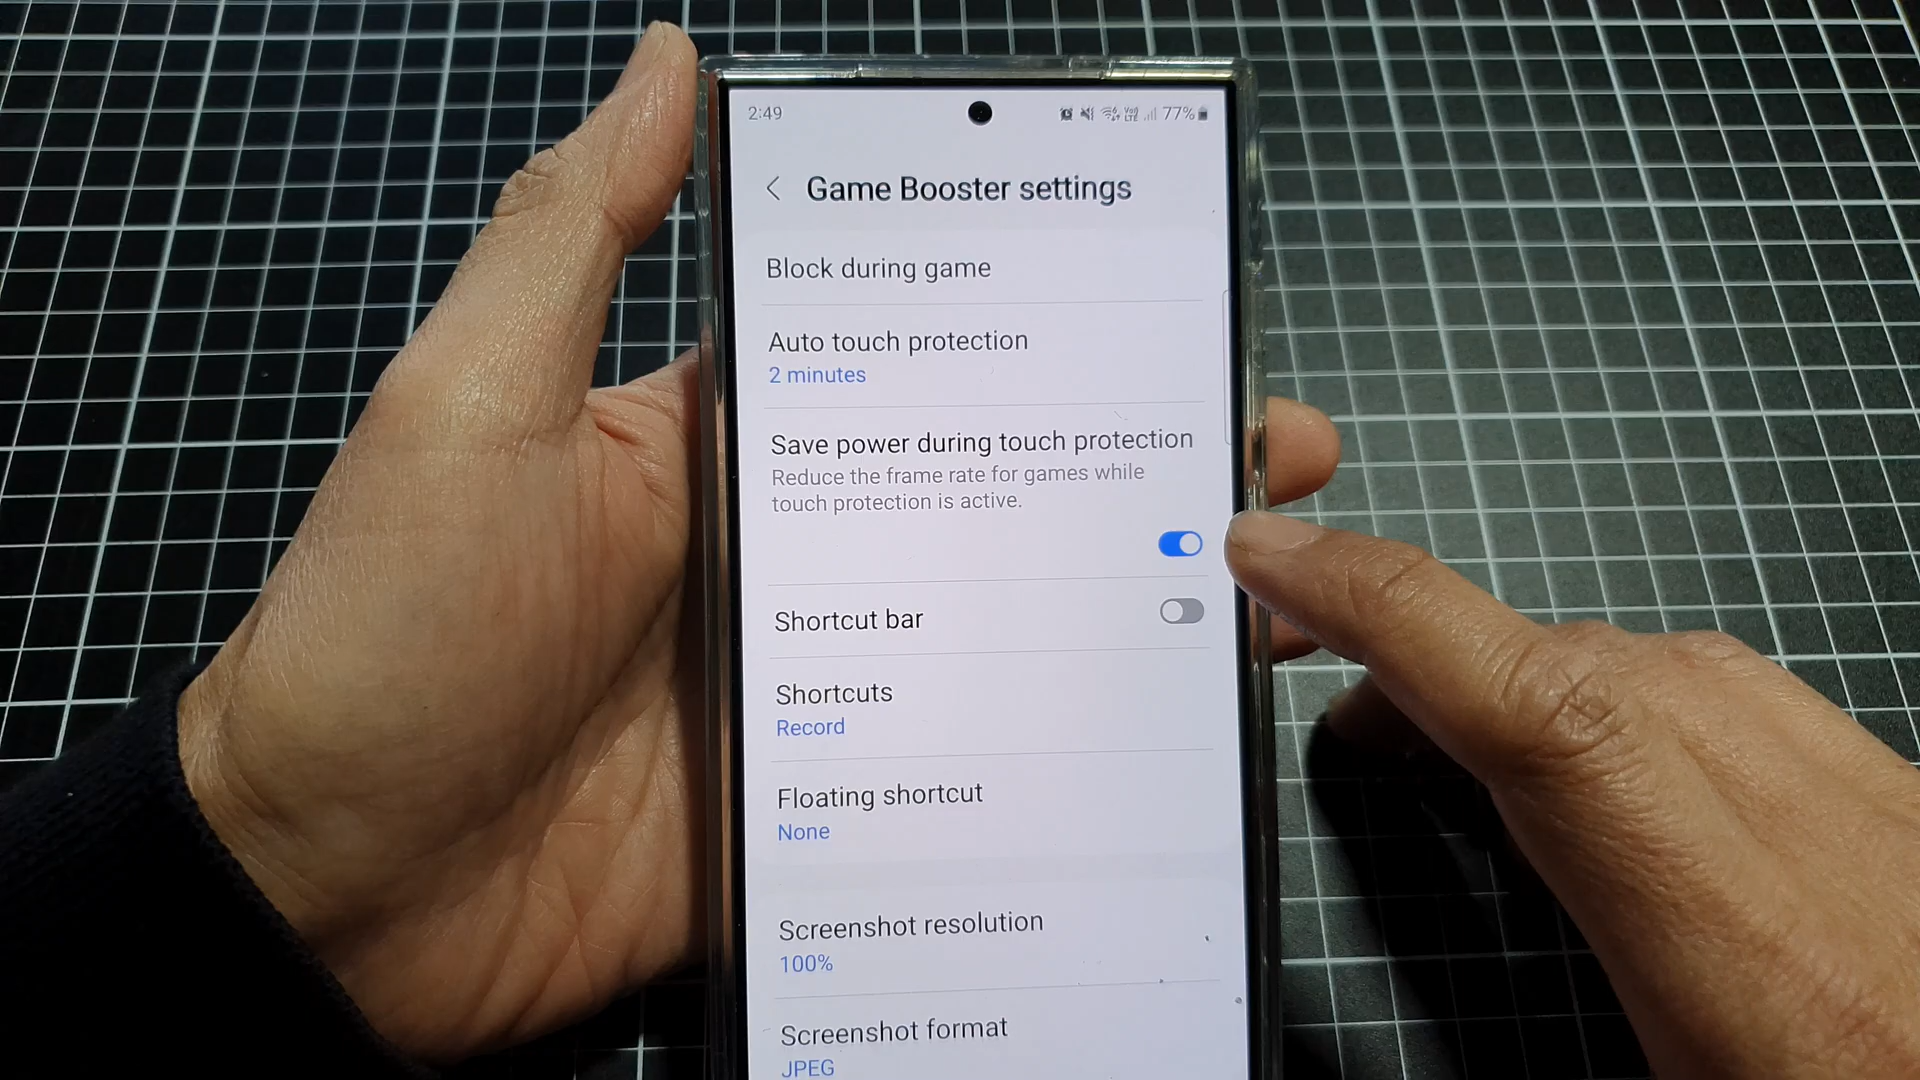 2:49
77%
Game Booster settings
Block during game
Auto touch protection
2 minutes
Save power during touch protection
Reduce the frame rate for games while
touch protection is active.
Shortcut bar
Shortcuts
Record
Floating shortcut
None
Screenshot resolution
100%
Screenshot format
JPEG